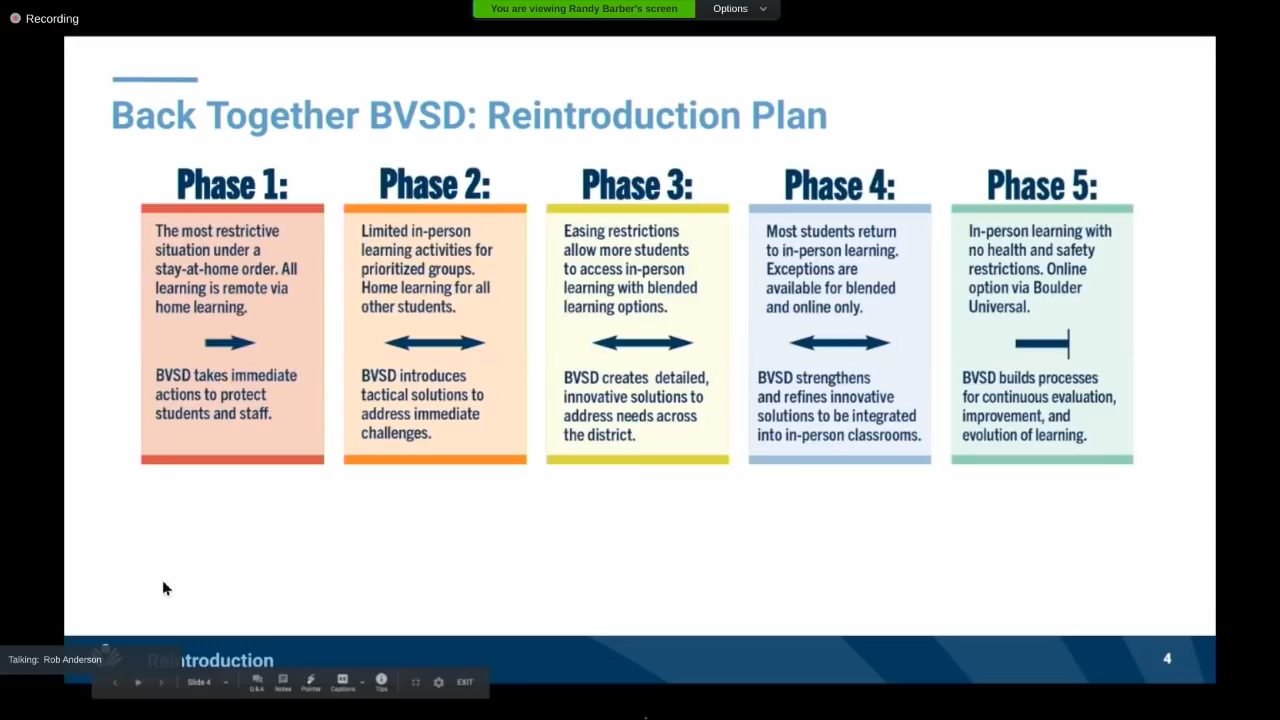 Recording
You are viewing Randy Barber's screen
Options
Back Together BVSD: Reintroduction Plan
Phase 1:
The most restrictive
situation under a
stay-at-home order. All
learning is remote via
home learning.
BVSD takes immediate
actions to protect
students and staff.
Phase 2:
Limited in-person
learning activities for
prioritized groups.
Home learning for all
other students.
BVSD introduces
tactical solutions to
address immediate
challenges.
Phase 3:
Easing restrictions
allow more students
to access in-person
learning with blended
learning options.
BVSD creates detailed,
innovative solutions to
address needs across
the district.
Phase 4:
Most students return
to in-person learning.
Exceptions are
available for blended
and online only.
BVSD strengthens
and refines innovative
solutions to be integrated
into in-person classrooms.
Phase 5:
In-person learning with
no health and safety
restrictions. Online
option via Boulder
Universal.
BVSD builds processes
for continuous evaluation,
improvement, and
evolution of learning.
Talking: Rob Anderson
Reintroduction
4
Slide 4
Q&A
Notes
Pointer
Captions
Tips
EXIT